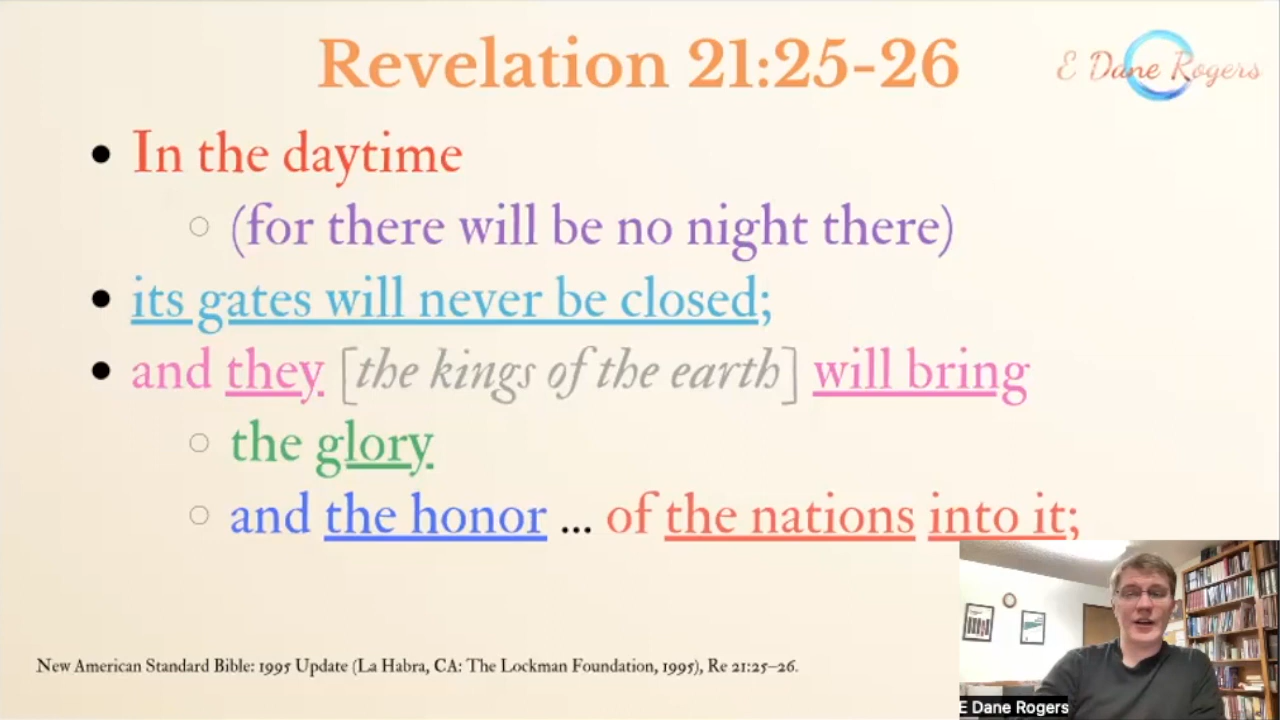 Revelation 21:25-26
E Dane Rogers
In the daytime
(for there will be no night there)
its gates will never be closed;
and they [the kings of the earth] will bring
the glory
and the honor ... of the nations into it;
New American Standard Bible: 1995 Update (La Habra, CA: The Lockman Foundation, 1995), Re 21:25–26.
E Dane Rogers